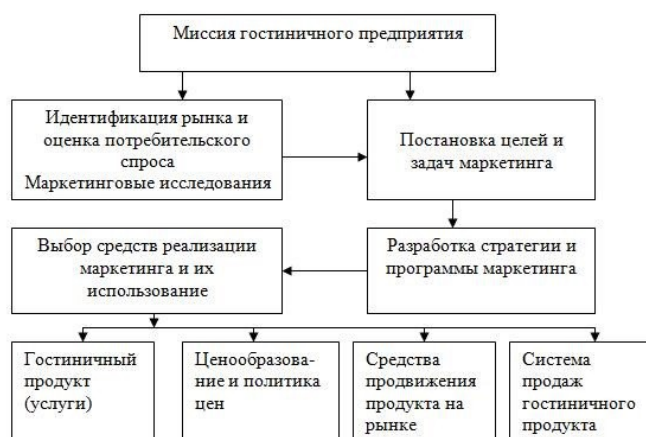 Миссия гостиничного предприятия
Идентификация рынка и
оценка потребительского
спроса
Маркетинговые исследования
Постановка целей и
задач маркетинга
Выбор средств реализации
маркетинга и их
использование
Разработка стратегии и
программы маркетинга
Гостиничный
продукт
(услуги)
Ценообразова-
ние и политика
цен
Средства
продвижения
продукта на
рынке
Система
продаж
гостиничного
продукта